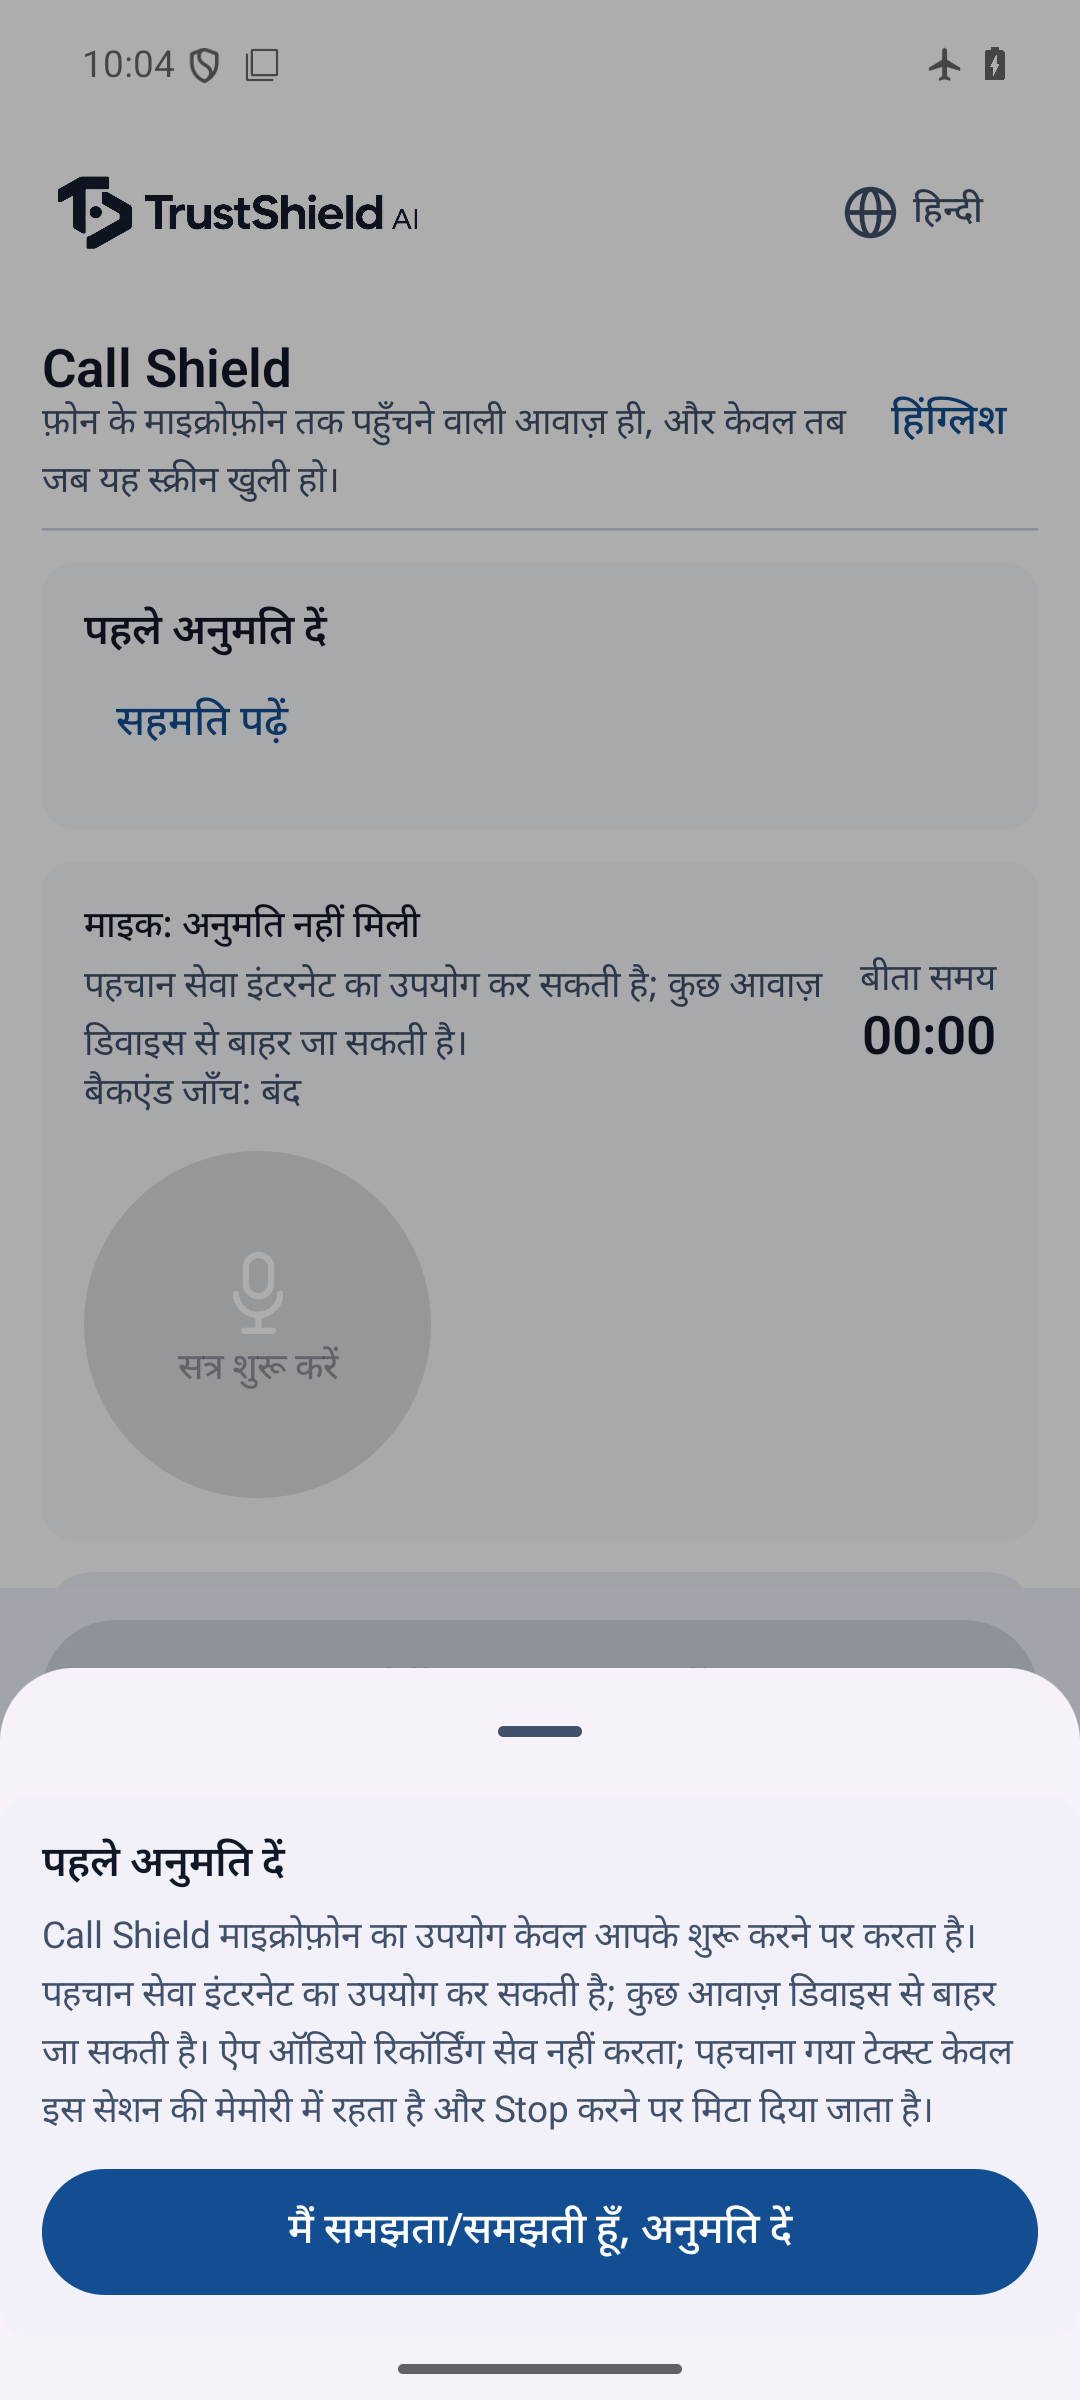 10:04
TrustShield AI
हिन्दी
Call Shield
फ़ोन के माइक्रोफ़ोन तक पहुँचने वाली आवाज़ ही, और केवल तब
जब यह स्क्रीन खुली हो।
हिंग्लिश
पहले अनुमति दें
सहमति पढ़ें
माइक: अनुमति नहीं मिली
पहचान सेवा इंटरनेट का उपयोग कर सकती है; कुछ आवाज़
डिवाइस से बाहर जा सकती है।
बैकएंड जाँच: बंद
बीता समय
00:00
सत्र शुरू करें
पहले अनुमति दें
Call Shield माइक्रोफ़ोन का उपयोग केवल आपके शुरू करने पर करता है।
पहचान सेवा इंटरनेट का उपयोग कर सकती है; कुछ आवाज़ डिवाइस से बाहर
जा सकती है। ऐप ऑडियो रिकॉर्डिंग सेव नहीं करता; पहचाना गया टेक्स्ट केवल
इस सेशन की मेमोरी में रहता है और Stop करने पर मिटा दिया जाता है।
मैं समझता/समझती हूँ, अनुमति दें